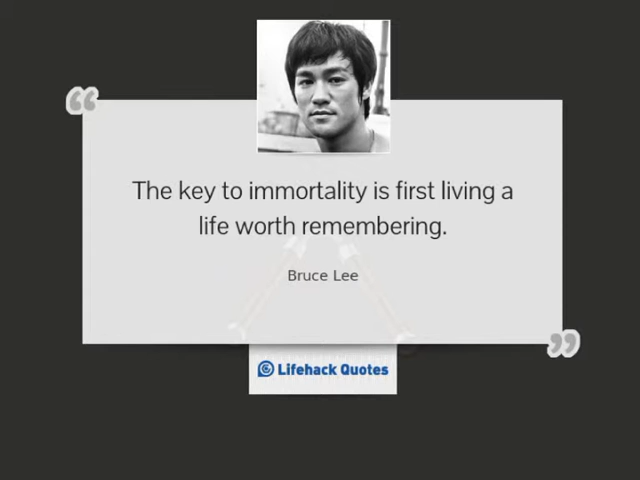 “
The key to immortality is first living a
life worth remembering.
Bruce Lee
”
Lifehack Quotes